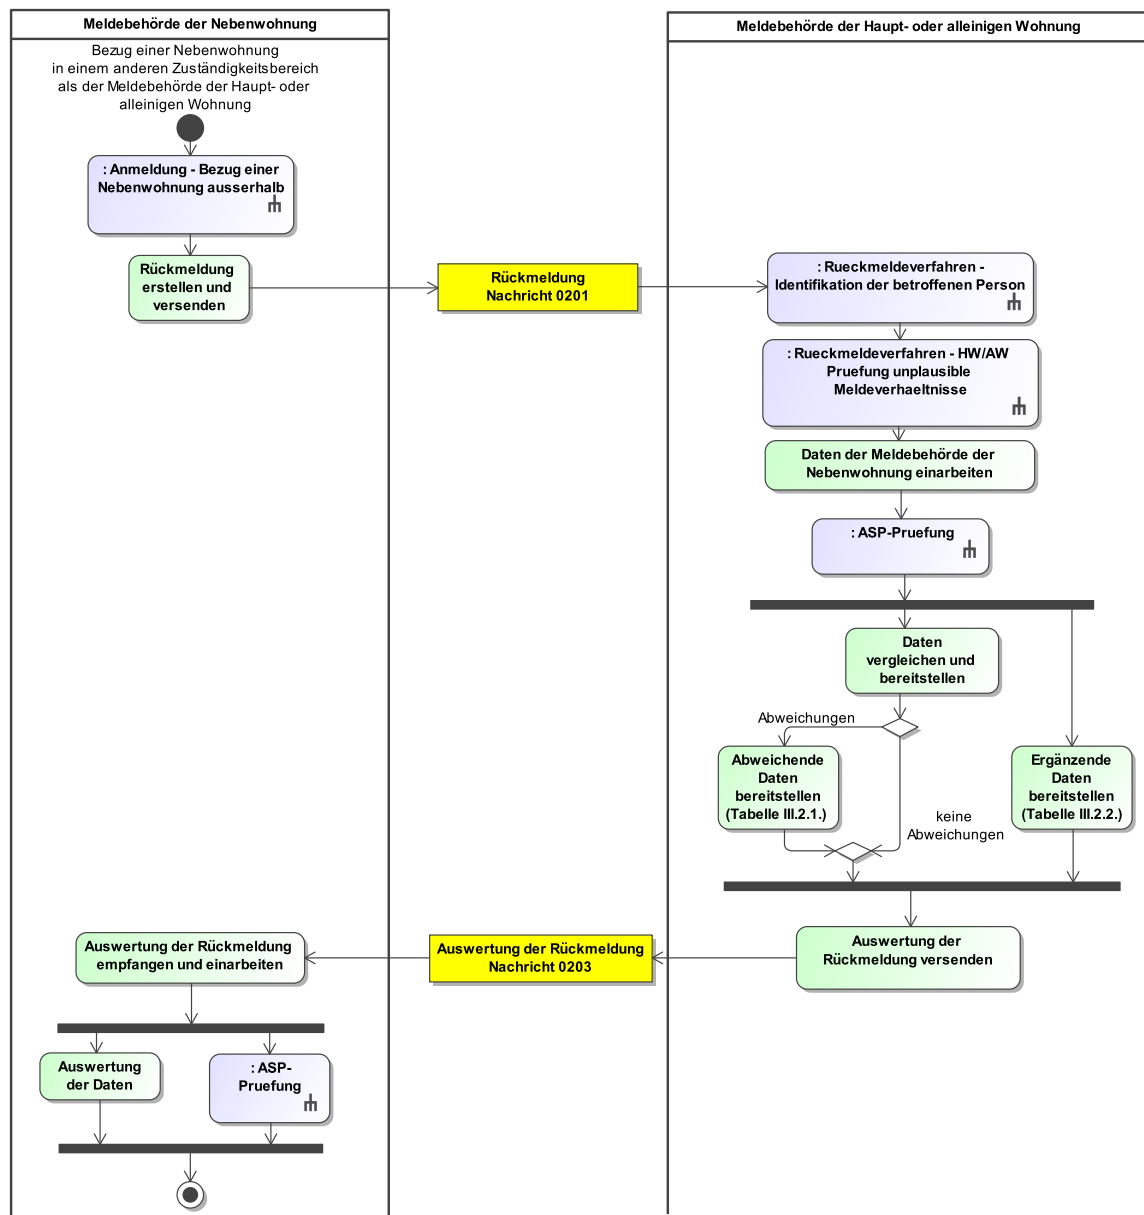 Meldebehörde der Nebenwohnung
Meldebehörde der Haupt- oder alleinigen Wohnung
Bezug einer Nebenwohnung
in einem anderen Zuständigkeitsbereich
als der Meldebehörde der Haupt- oder
alleinigen Wohnung
: Anmeldung - Bezug einer
Nebenwohnung ausserhalb
Rückmeldung
erstellen und
versenden
Rückmeldung
Nachricht 0201
: Rueckmeldeverfahren -
Identifikation der betroffenen Person
: Rueckmeldeverfahren - HW/AW
Pruefung unplausible
Meldeverhaeltnisse
Daten der Meldebehörde der
Nebenwohnung einarbeiten
: ASP-Pruefung
Daten
vergleichen und
bereitstellen
Abweichungen
Abweichende
Daten
bereitstellen
(Tabelle III.2.1.)
keine
Abweichungen
Ergänzende
Daten
bereitstellen
(Tabelle III.2.2.)
Auswertung der
Rückmeldung versenden
Auswertung der Rückmeldung
Nachricht 0203
Auswertung der Rückmeldung
empfangen und einarbeiten
Auswertung
der Daten
: ASP-
Pruefung